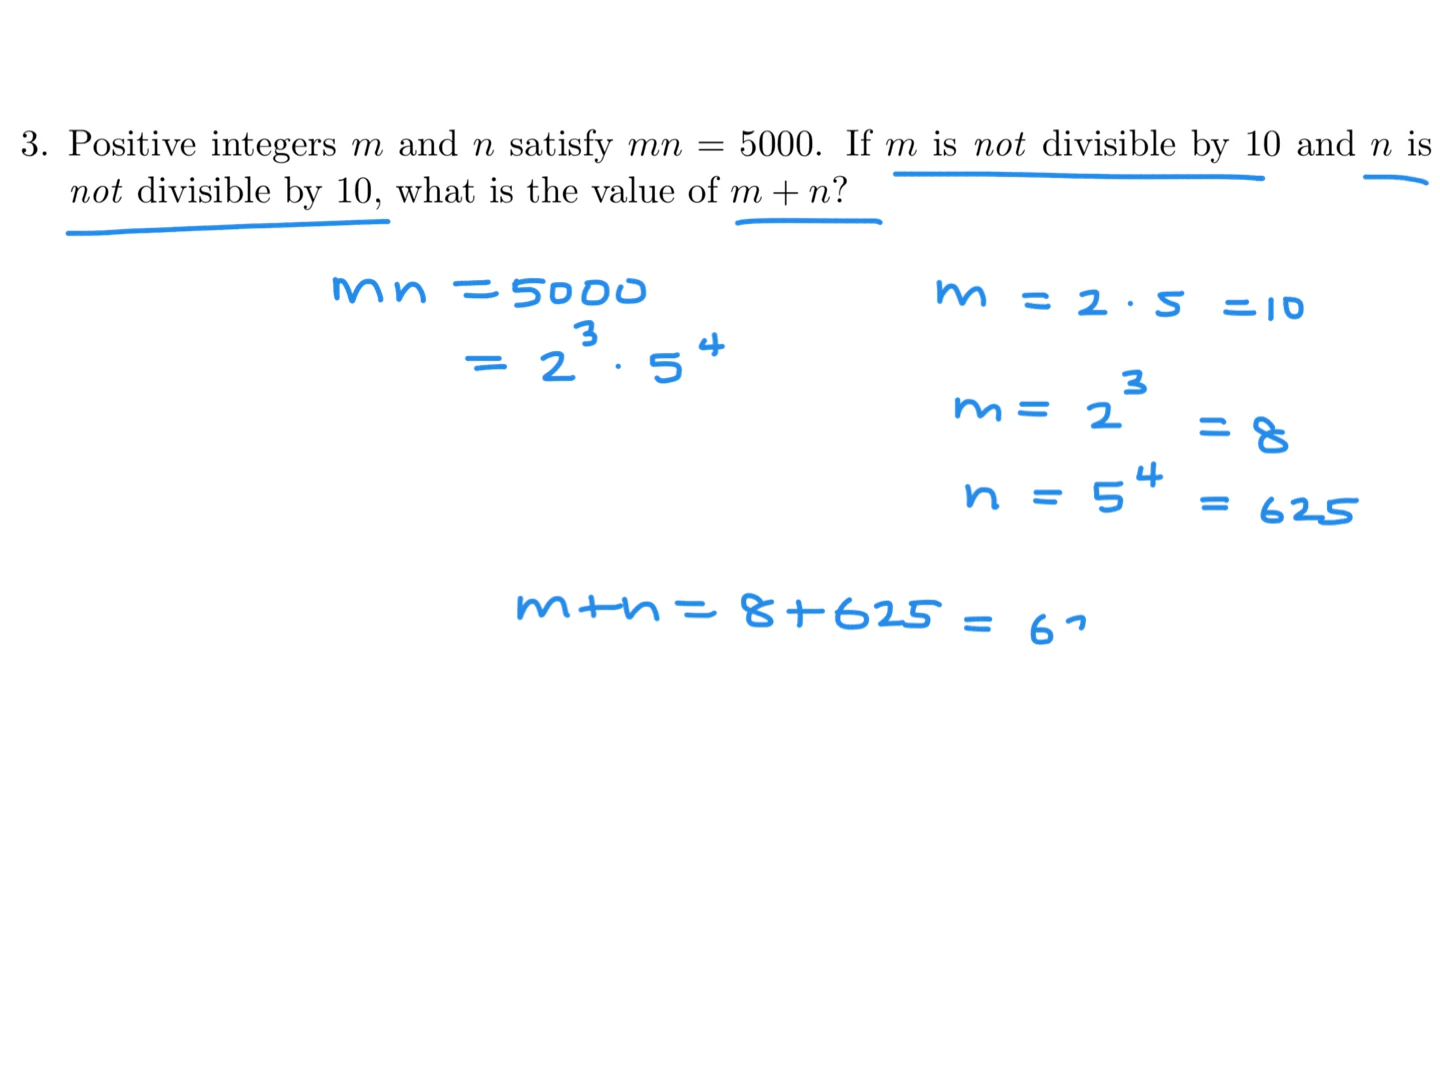 3. Positive integers m and n satisfy mn = 5000. If m is not divisible by 10 and n is
not divisible by 10, what is the value of m + n?
mn = 5000
= 2³ · 5⁴
m = 2 · 5 = 10
m = 2³ = 8
n = 5⁴ = 625
m+n = 8+625 = 6